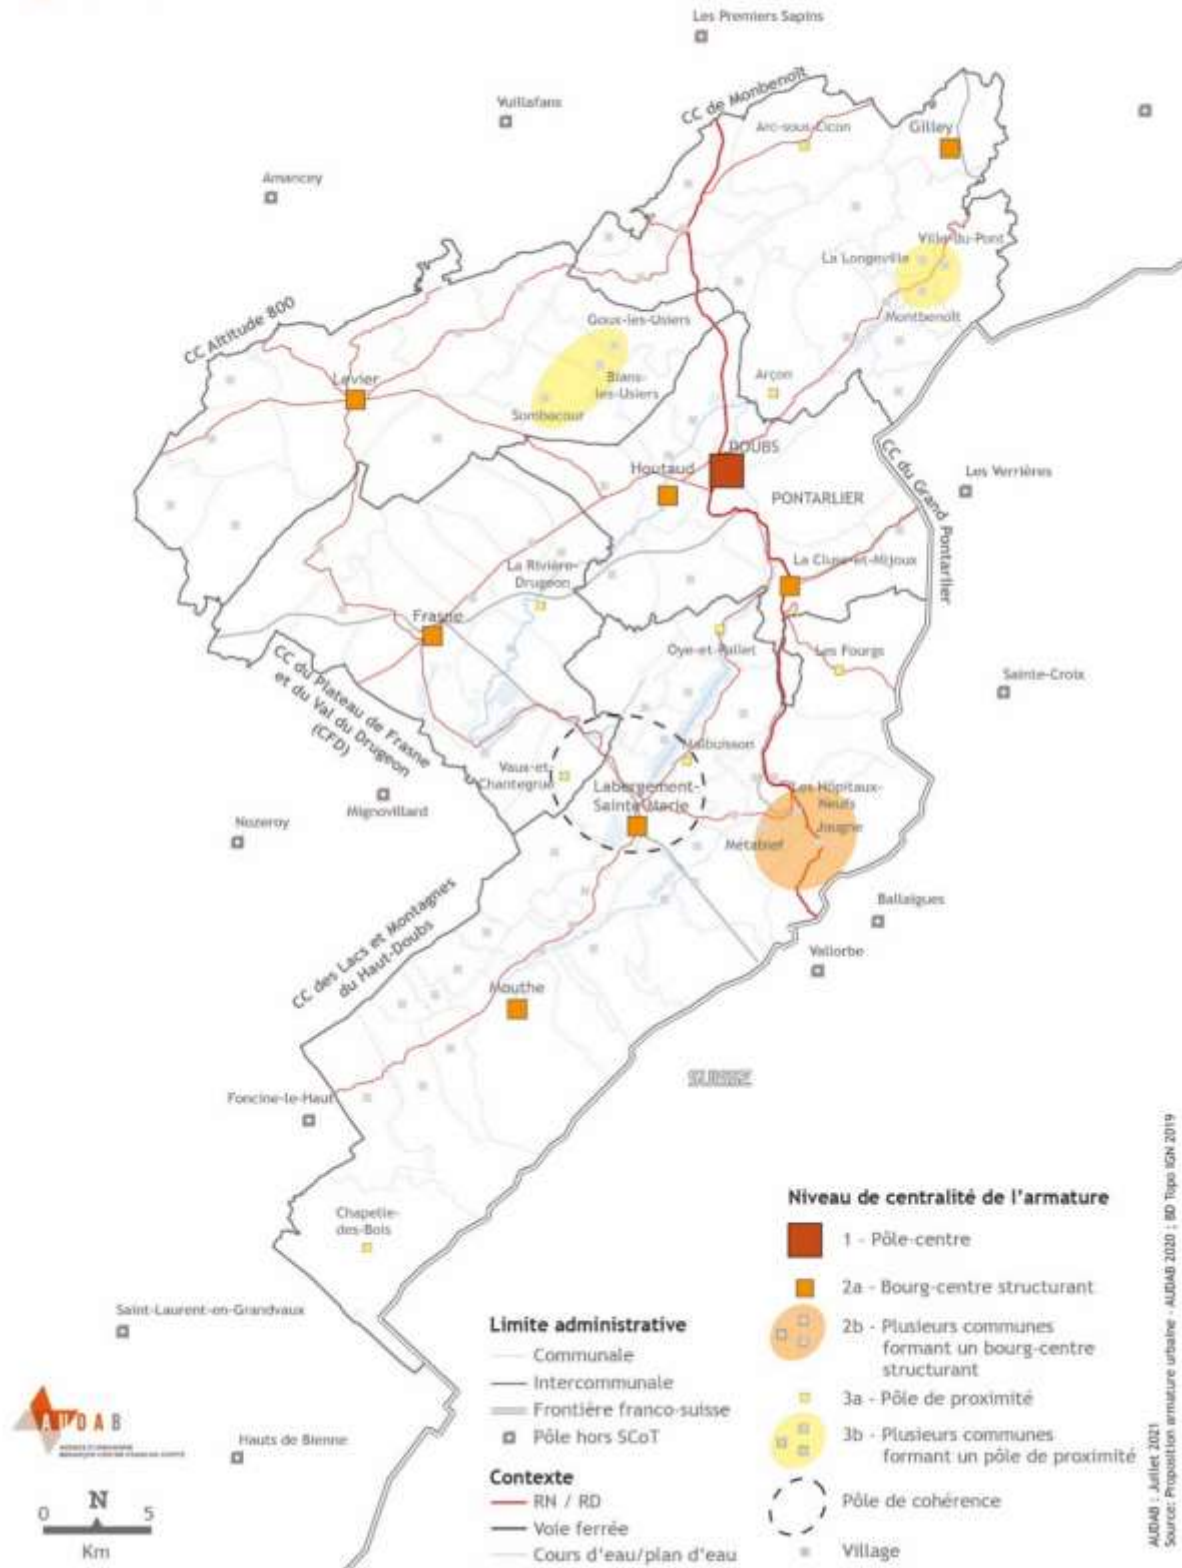 Les Premiers Sapins
Vuillafans
CC de Monbenoît
Arc-sous-Cicon
Gilley
Amancey
Ville-du-Pont
La Longeville
Montbenoît
CC Altitude 800
Goux-les-Usiers
Levier
Bians-
les-Usiers
Sombacour
Arçon
DOUBS
Houtaud
Les Verrières
PONTARLIER
CC du Grand Pontarlier
La Cluse-et-Mijoux
La Rivière-
Drugeon
Frasne
Oye-et-Pallet
Les Fourgs
Sainte-Croix
CC du Plateau de Frasne
et du Val du Drugeon
(CFD)
Malbuisson
Vaux-et-
Chantegrue
Labergement-
Sainte-Marie
Les Hôpitaux-
Neufs
Jougne
Métabief
Mignovillard
Nozeroy
Ballaigues
Vallorbe
CC des Lacs et Montagnes
du Haut-Doubs
Mouthe
SUISSE
Foncine-le-Haut
Chapelle-
des-Bois
Saint-Laurent-en-Grandvaux
Hauts de Bienne
AUDAB
AGENCE D'URBANISME
BESANÇON CENTRE FRANCHE-COMTÉ
0 N 5
Km
Limite administrative
Communale
Intercommunale
Frontière franco-suisse
Pôle hors SCoT
Contexte
RN / RD
Voie ferrée
Cours d'eau/plan d'eau
Niveau de centralité de l'armature
1 - Pôle-centre
2a - Bourg-centre structurant
2b - Plusieurs communes
formant un bourg-centre
structurant
3a - Pôle de proximité
3b - Plusieurs communes
formant un pôle de proximité
Pôle de cohérence
Village
AUDAB ; Juillet 2021
Source: Proposition armature urbaine - AUDAB 2020 ; BD Topo IGN 2019